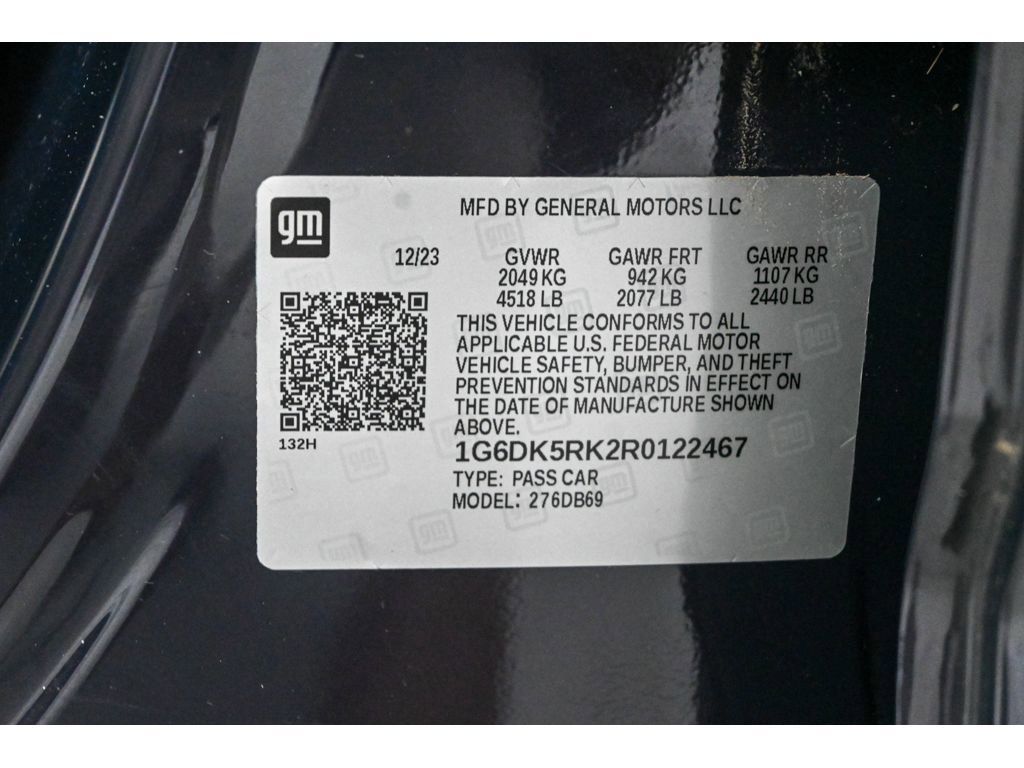 gm
MFD BY GENERAL MOTORS LLC
12/23 GVWR GAWR FRT GAWR RR
2049 KG 942 KG 1107 KG
4518 LB 2077 LB 2440 LB
THIS VEHICLE CONFORMS TO ALL
APPLICABLE U.S. FEDERAL MOTOR
VEHICLE SAFETY, BUMPER, AND THEFT
PREVENTION STANDARDS IN EFFECT ON
THE DATE OF MANUFACTURE SHOWN
ABOVE.
132H
1G6DK5RK2R0122467
TYPE: PASS CAR
MODEL: 276DB69